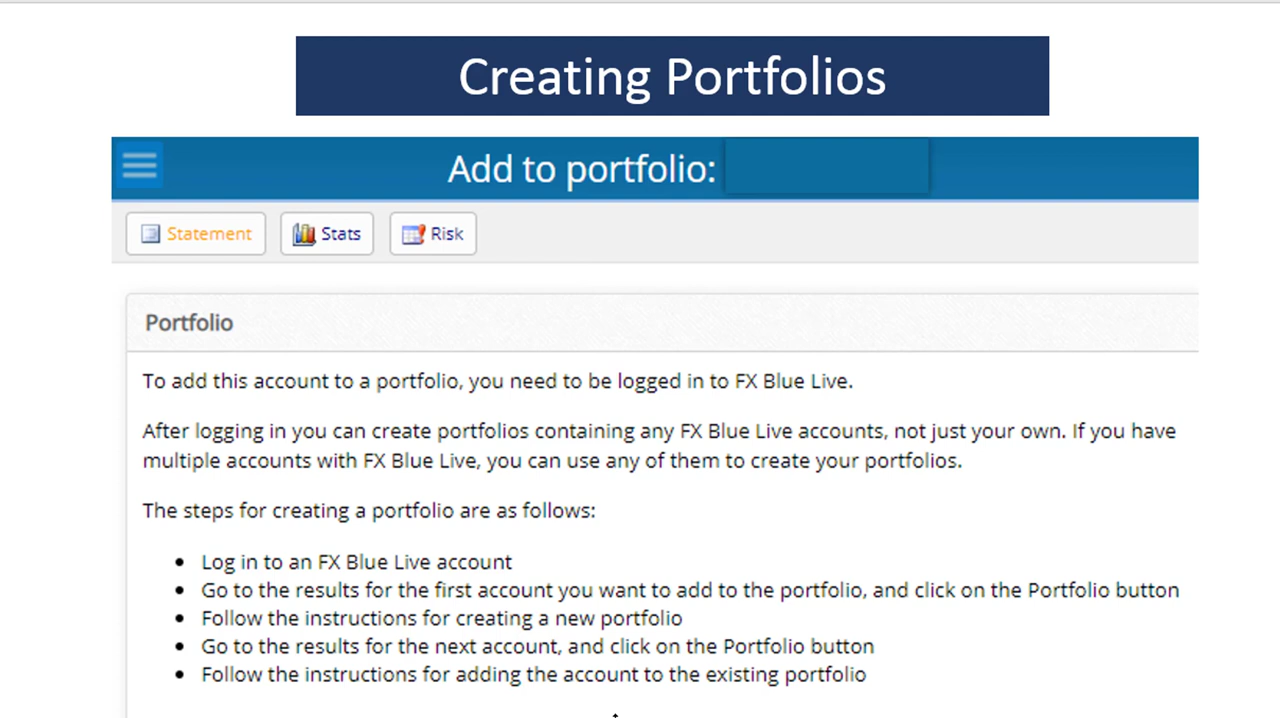 Creating Portfolios
Add to portfolio:
Statement Stats Risk
Portfolio
To add this account to a portfolio, you need to be logged in to FX Blue Live.
After logging in you can create portfolios containing any FX Blue Live accounts, not just your own. If you have
multiple accounts with FX Blue Live, you can use any of them to create your portfolios.
The steps for creating a portfolio are as follows:
• Log in to an FX Blue Live account
• Go to the results for the first account you want to add to the portfolio, and click on the Portfolio button
• Follow the instructions for creating a new portfolio
• Go to the results for the next account, and click on the Portfolio button
• Follow the instructions for adding the account to the existing portfolio